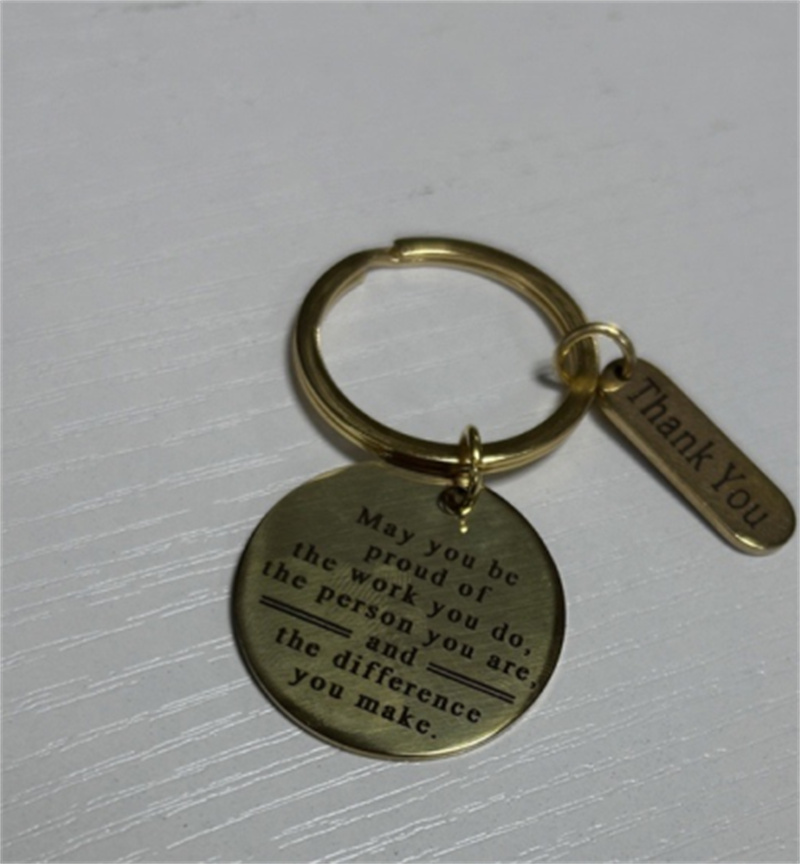 May you be
proud of
the work you do,
the person you are,
and
the difference
you make.
Thank You